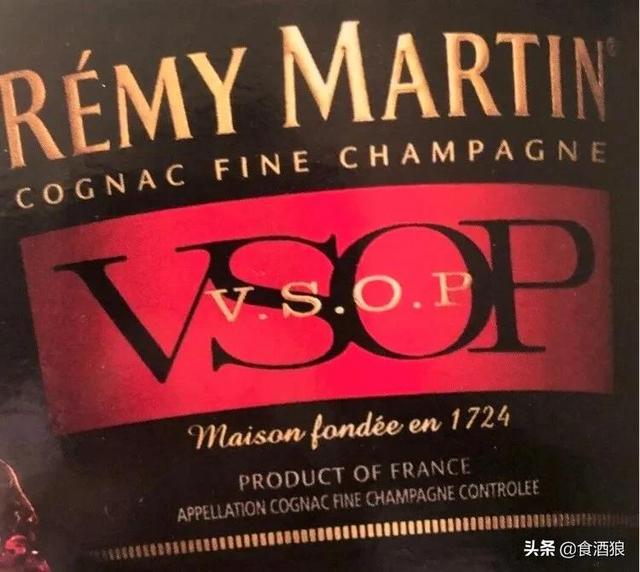 RÉMY MARTIN®
COGNAC FINE CHAMPAGNE
VSOP
V.S.O.P
Maison fondée en 1724
PRODUCT OF FRANCE
APPELLATION COGNAC FINE CHAMPAGNE CONTROLEE
头条 @食酒狼